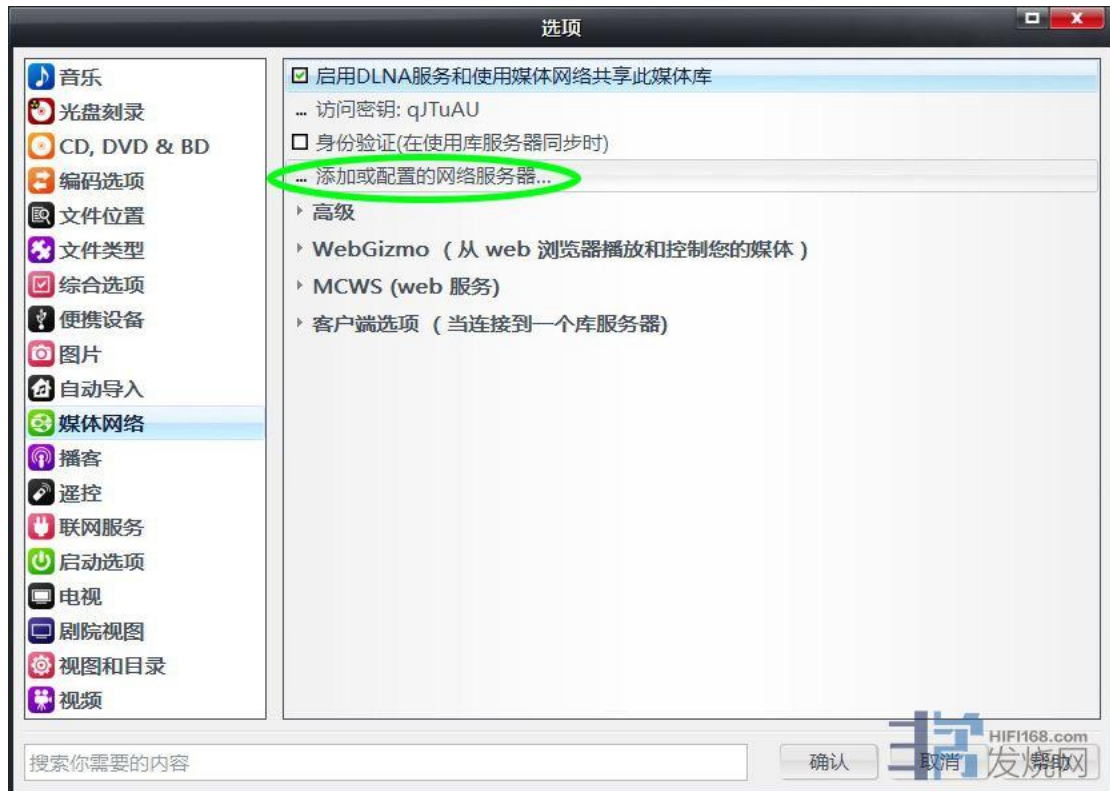 选项
音乐
光盘刻录
CD, DVD & BD
编码选项
文件位置
文件类型
综合选项
便携设备
图片
自动导入
媒体网络
播客
遥控
联网服务
启动选项
电视
剧院视图
视图和目录
视频
启用DLNA服务和使用媒体网络共享此媒体库
... 访问密钥: qJTuAU
身份验证(在使用库服务器同步时)
... 添加或配置的网络服务器...
高级
WebGizmo （从 web 浏览器播放和控制您的媒体）
MCWS (web 服务)
客户端选项 （当连接到一个库服务器)
搜索你需要的内容
确认
取消
帮助
HIFI168.com
发烧网